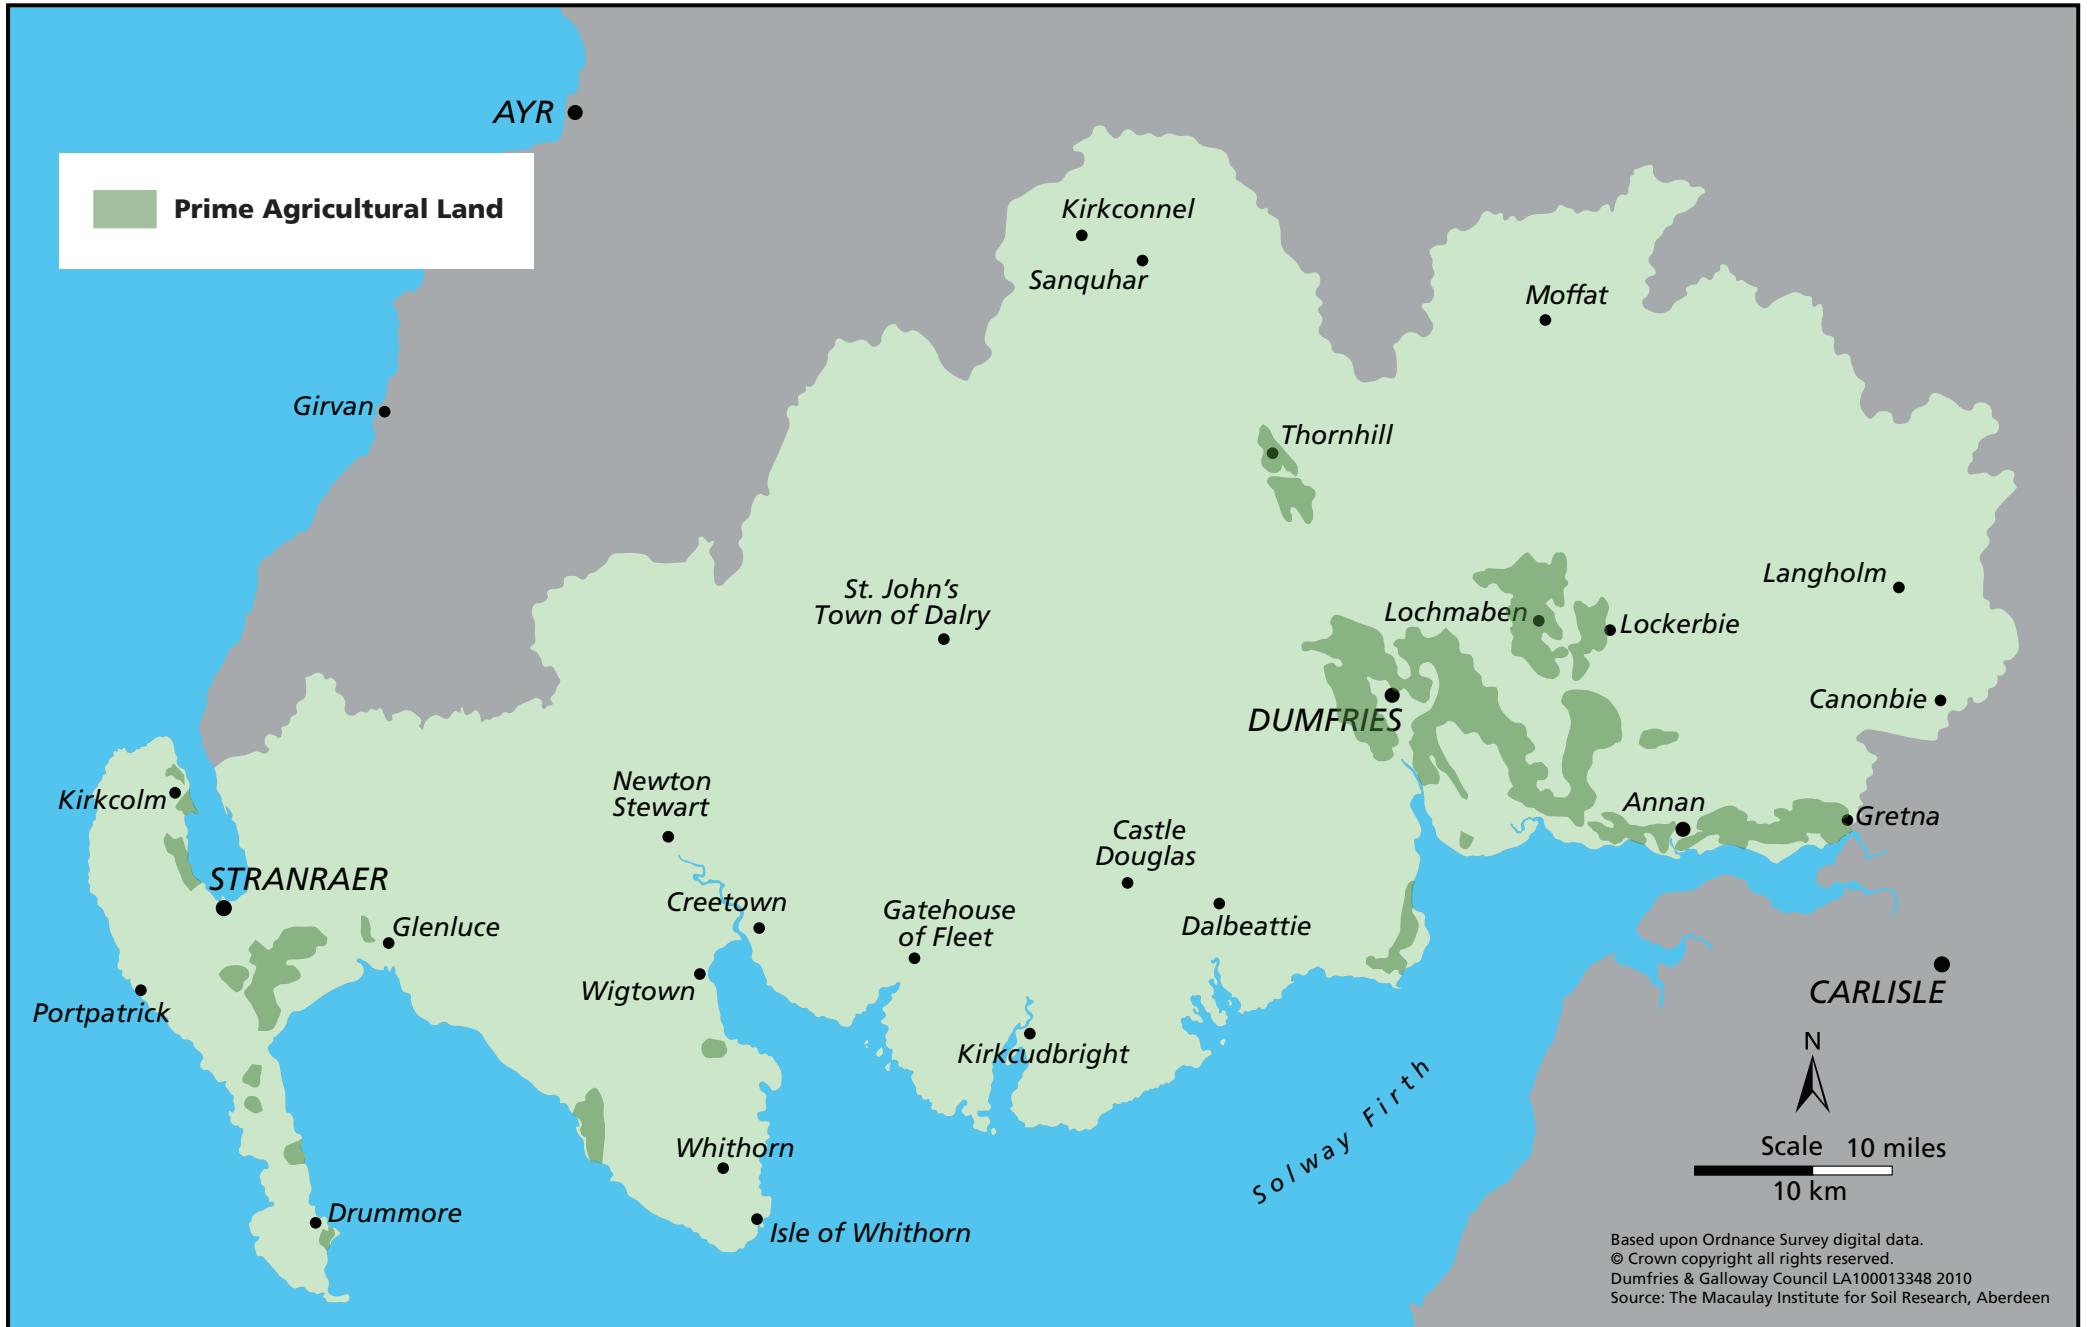 AYR
Prime Agricultural Land
Kirkconnel
Sanquhar
Moffat
Girvan
Thornhill
St. John’s
Town of Dalry
Langholm
Lochmaben
Lockerbie
Canonbie
DUMFRIES
Newton
Stewart
Kirkcolm
Annan
Gretna
Castle
Douglas
STRANRAER
Creetown
Gatehouse
of Fleet
Dalbeattie
Glenluce
Wigtown
Portpatrick
CARLISLE
Kirkcudbright
N
Solway Firth
Whithorn
Scale 10 miles
10 km
Drummore
Isle of Whithorn
Based upon Ordnance Survey digital data.
© Crown copyright all rights reserved.
Dumfries & Galloway Council LA100013348 2010
Source: The Macaulay Institute for Soil Research, Aberdeen